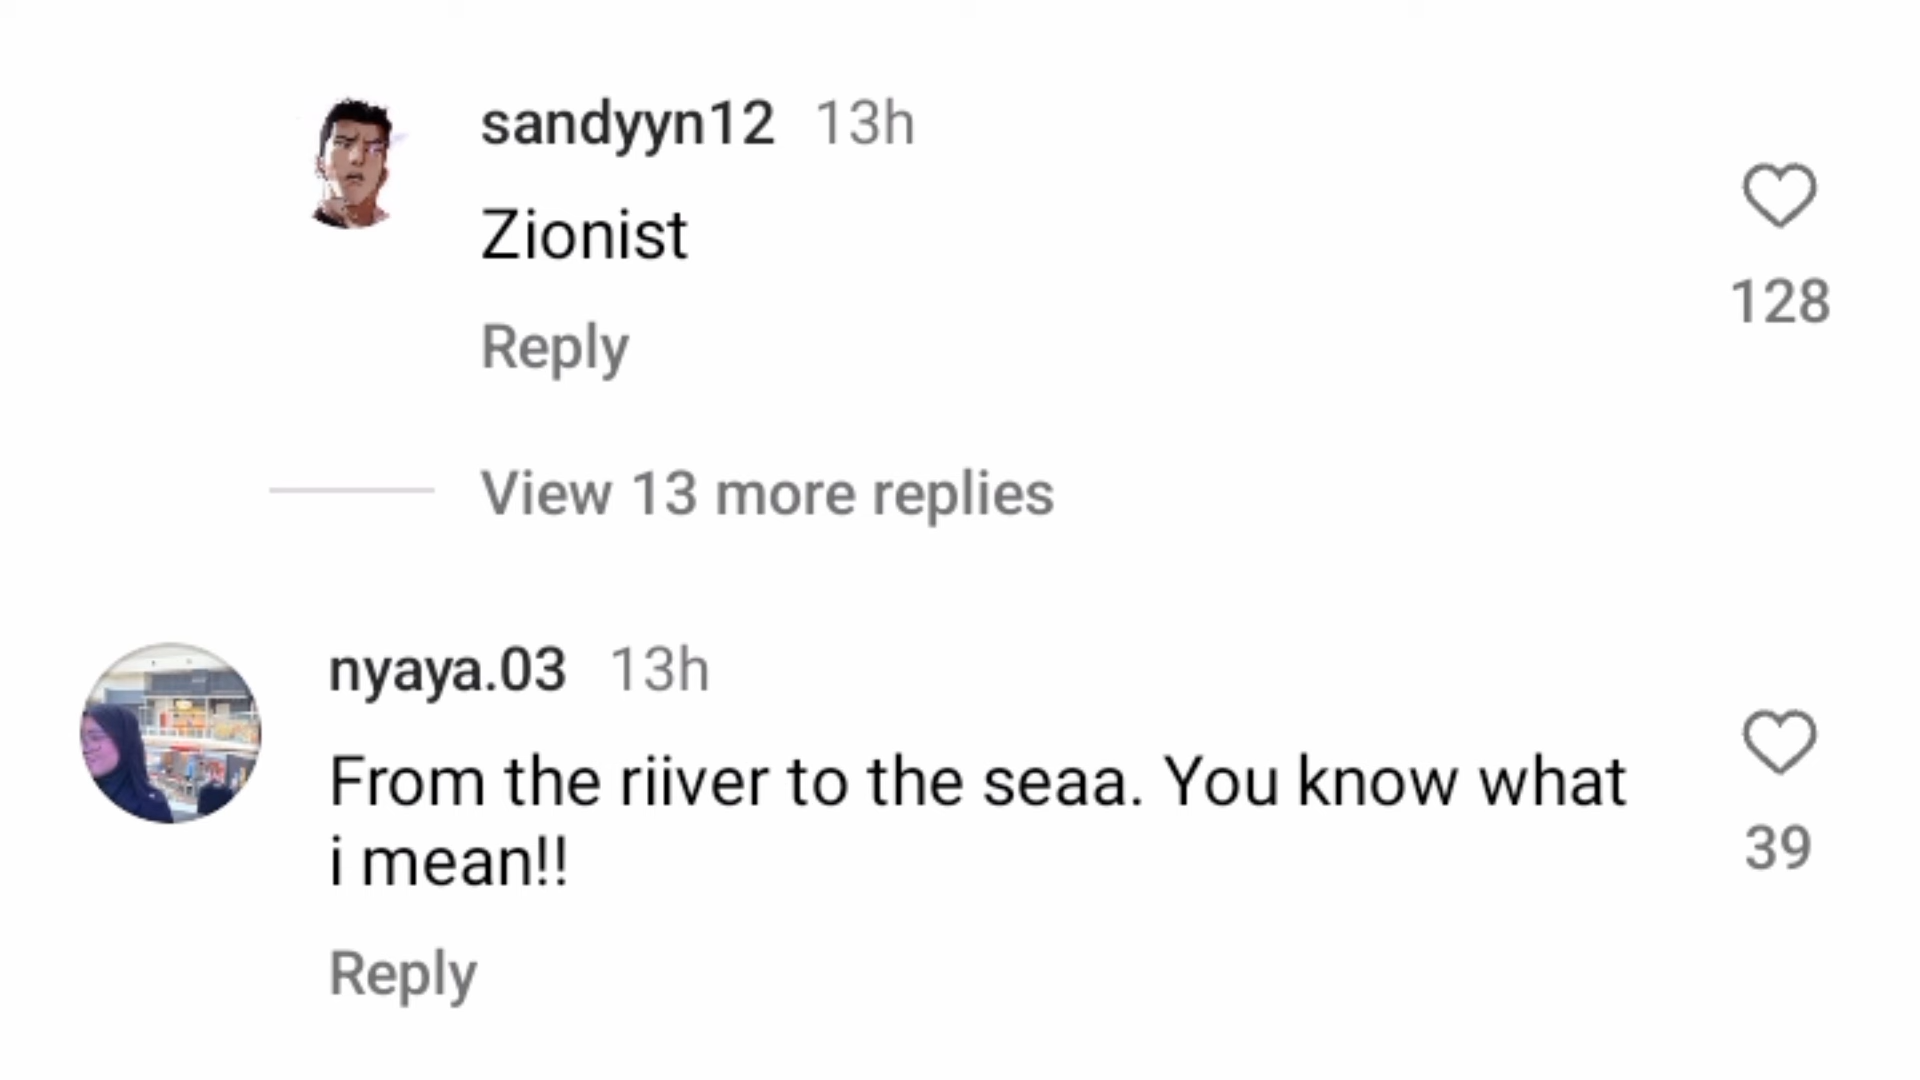 sandyyn12 13h
Zionist
128
Reply
View 13 more replies
nyaya.03 13h
From the riiver to the seaa. You know what
i mean!!
39
Reply